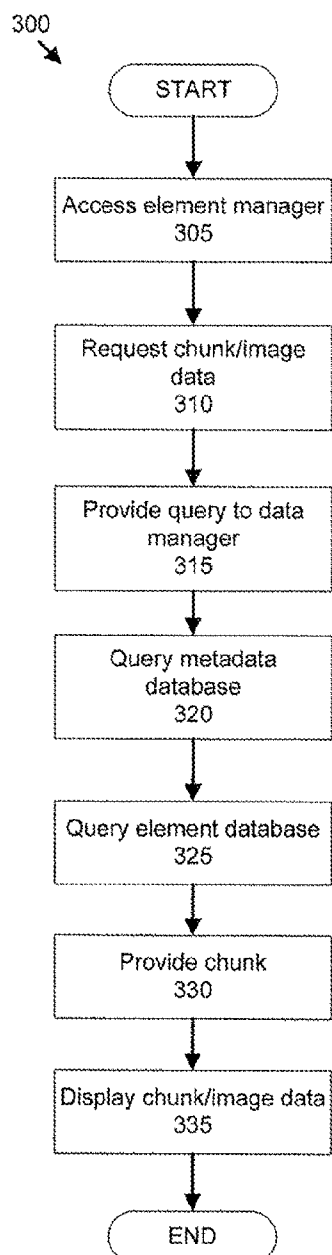 300
START
Access element manager
305
Request chunk/image
data
310
Provide query to data
manager
315
Query metadata
database
320
Query element database
325
Provide chunk
330
Display chunk/image data
335
END